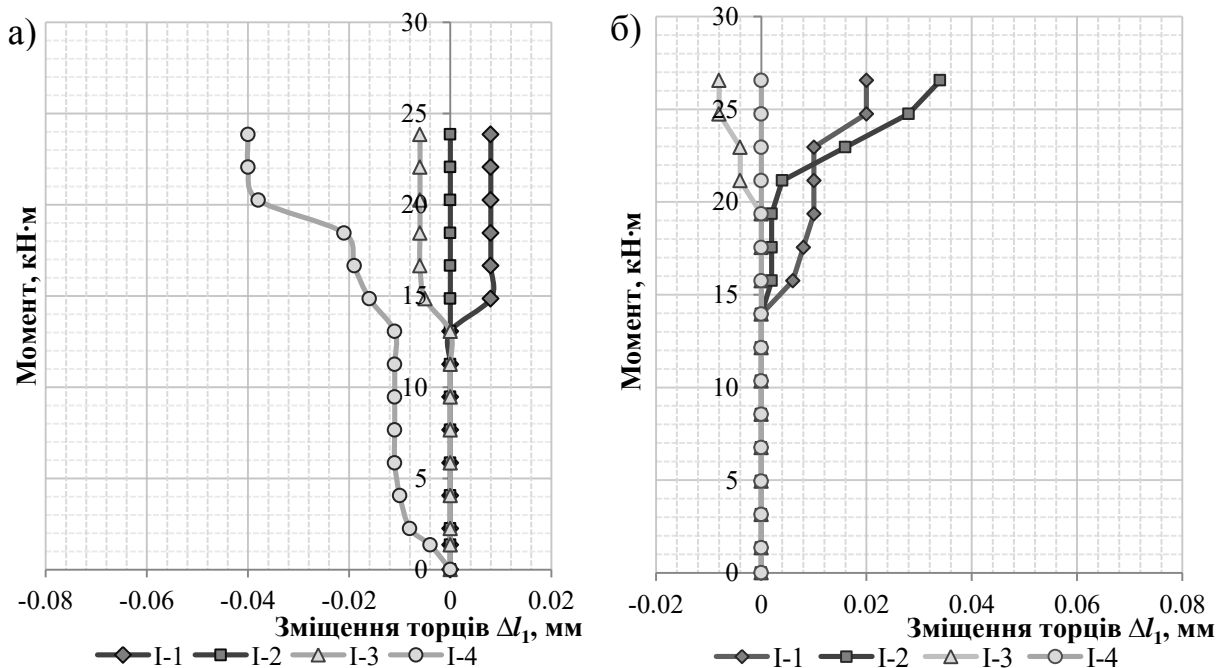 а)
30
25
20
15
10
5
0
Момент, кН·м
-0.08 -0.06 -0.04 -0.02 0 0.02
Зміщення торців Δl1, мм
I-1 I-2 I-3 I-4
б)
30
25
20
15
10
5
0
Момент, кН·м
-0.02 0 0.02 0.04 0.06 0.08
Зміщення торців Δl1, мм
I-1 I-2 I-3 I-4